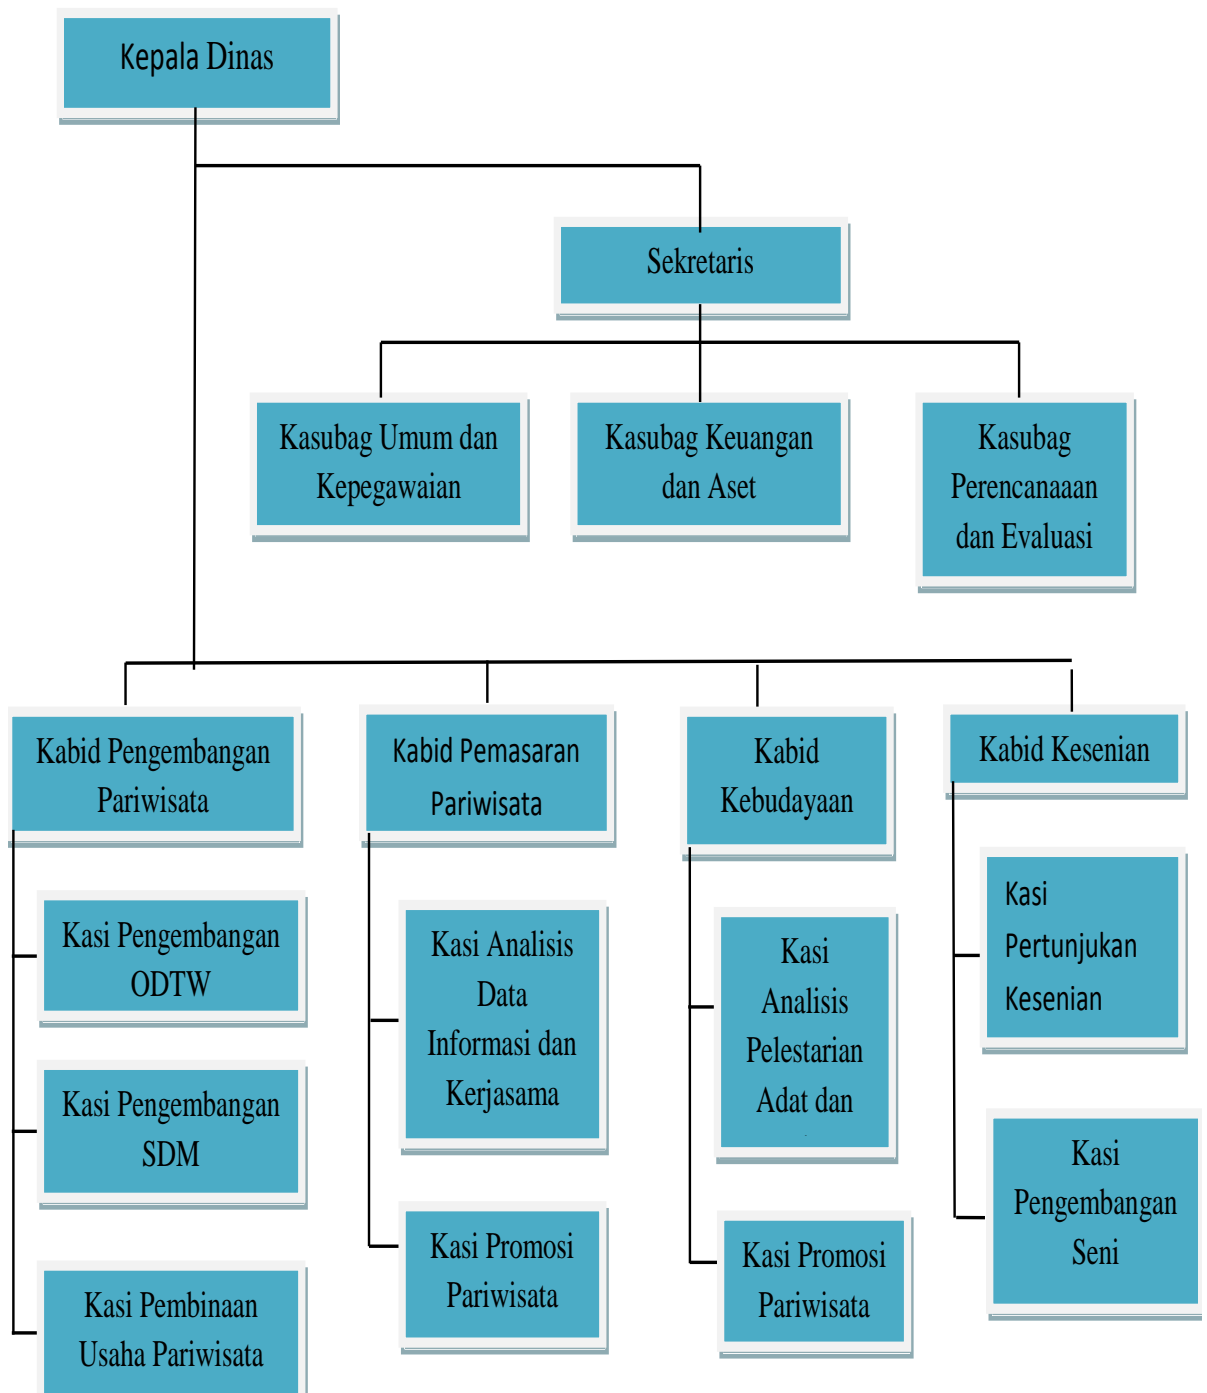 Kepala Dinas
Sekretaris
Kasubag Umum dan
Kepegawaian
Kasubag Keuangan
dan Aset
Kasubag
Perencanaaan
dan Evaluasi
Kabid Pengembangan
Pariwisata
Kasi Pengembangan
ODTW
Kasi Pengembangan
SDM
Kasi Pembinaan
Usaha Pariwisata
Kabid Pemasaran
Pariwisata
Kasi Analisis
Data
Informasi dan
Kerjasama
Kasi Promosi
Pariwisata
Kabid
Kebudayaan
Kasi
Analisis
Pelestarian
Adat dan
Kasi Promosi
Pariwisata
Kabid Kesenian
Kasi
Pertunjukan
Kesenian
Kasi
Pengembangan
Seni